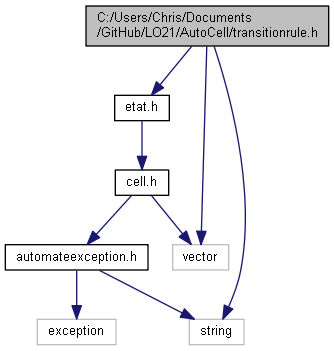 C:/Users/Chris/Documents
/GitHub/LO21/AutoCell/transitionrule.h
etat.h
cell.h
automateexception.h
vector
exception
string